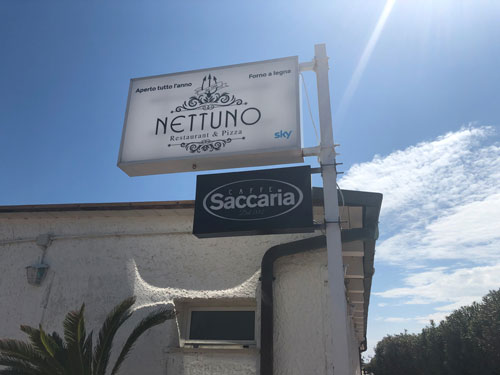 Aperto tutto l'anno
Forno a legna
NETTUNO
Restaurant & Pizza
sky
CAFFÈ
Saccaria